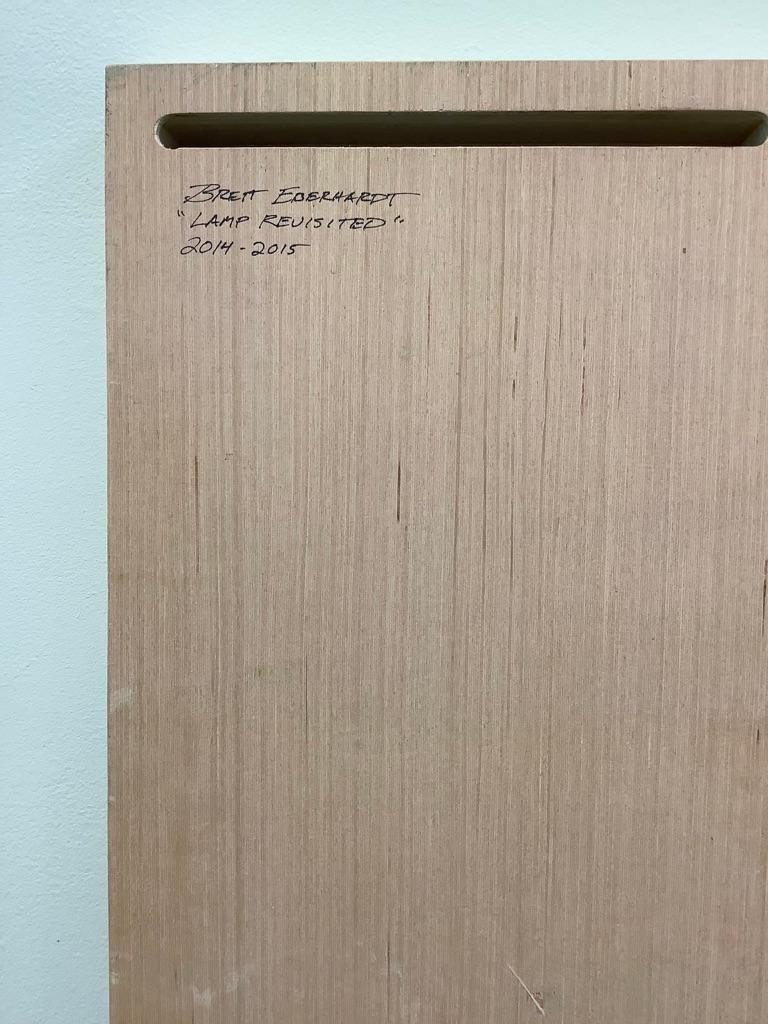 BRETT EBERHARDT
"LAMP REVISITED"
2014-2015